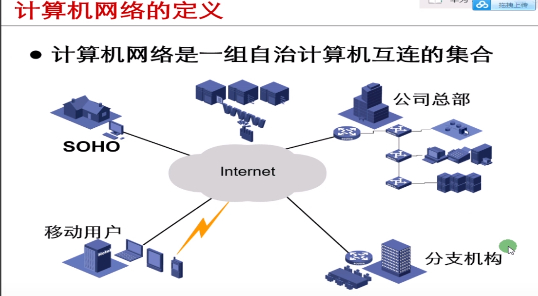 计算机网络的定义
拖拽上传
● 计算机网络是一组自治计算机互连的集合
WWW
公司总部
SOHO
Internet
移动用户
分支机构